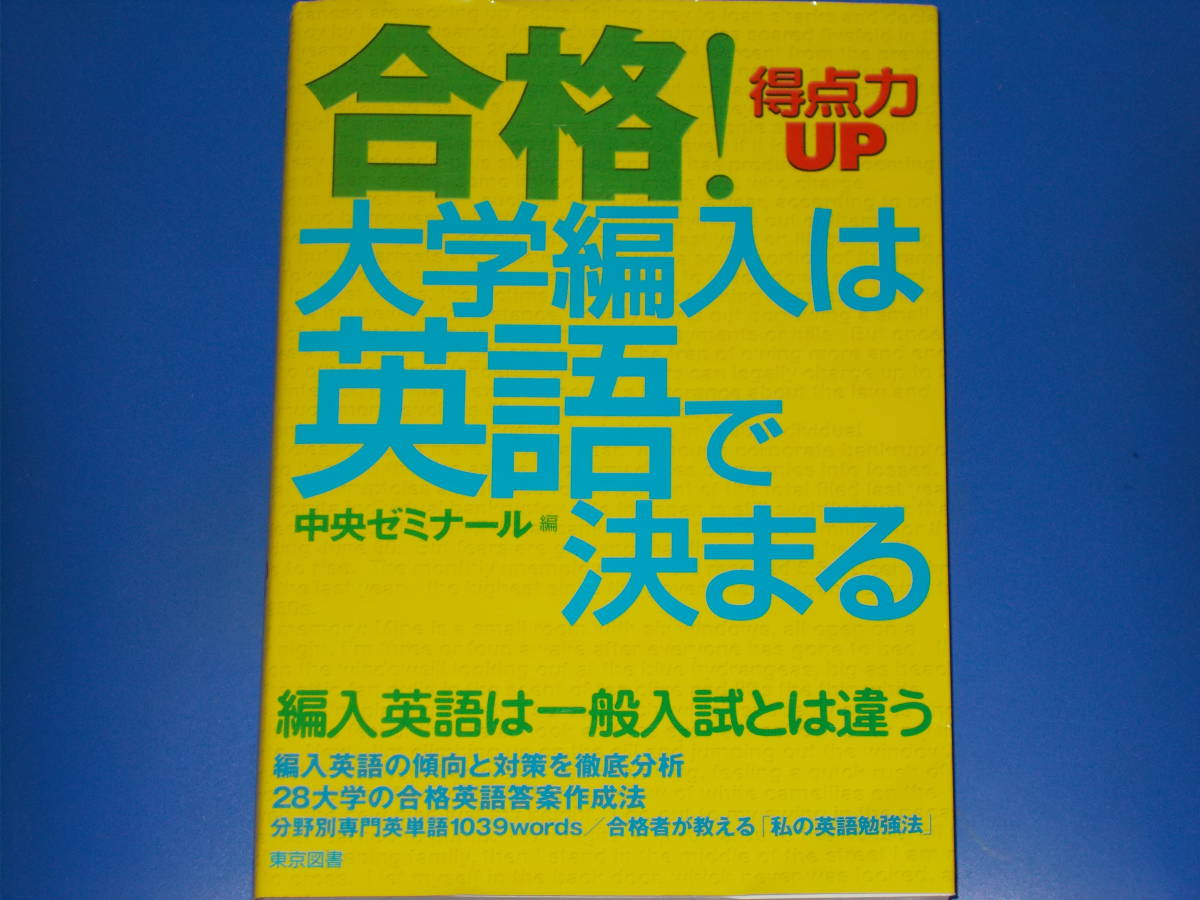 合格!
得点力
UP
大学編入は
英語で
決まる
中央ゼミナール 編
編入英語は一般入試とは違う
編入英語の傾向と対策を徹底分析
28大学の合格英語答案作成法
分野別専門英単語1039words／合格者が教える「私の英語勉強法」
東京図書